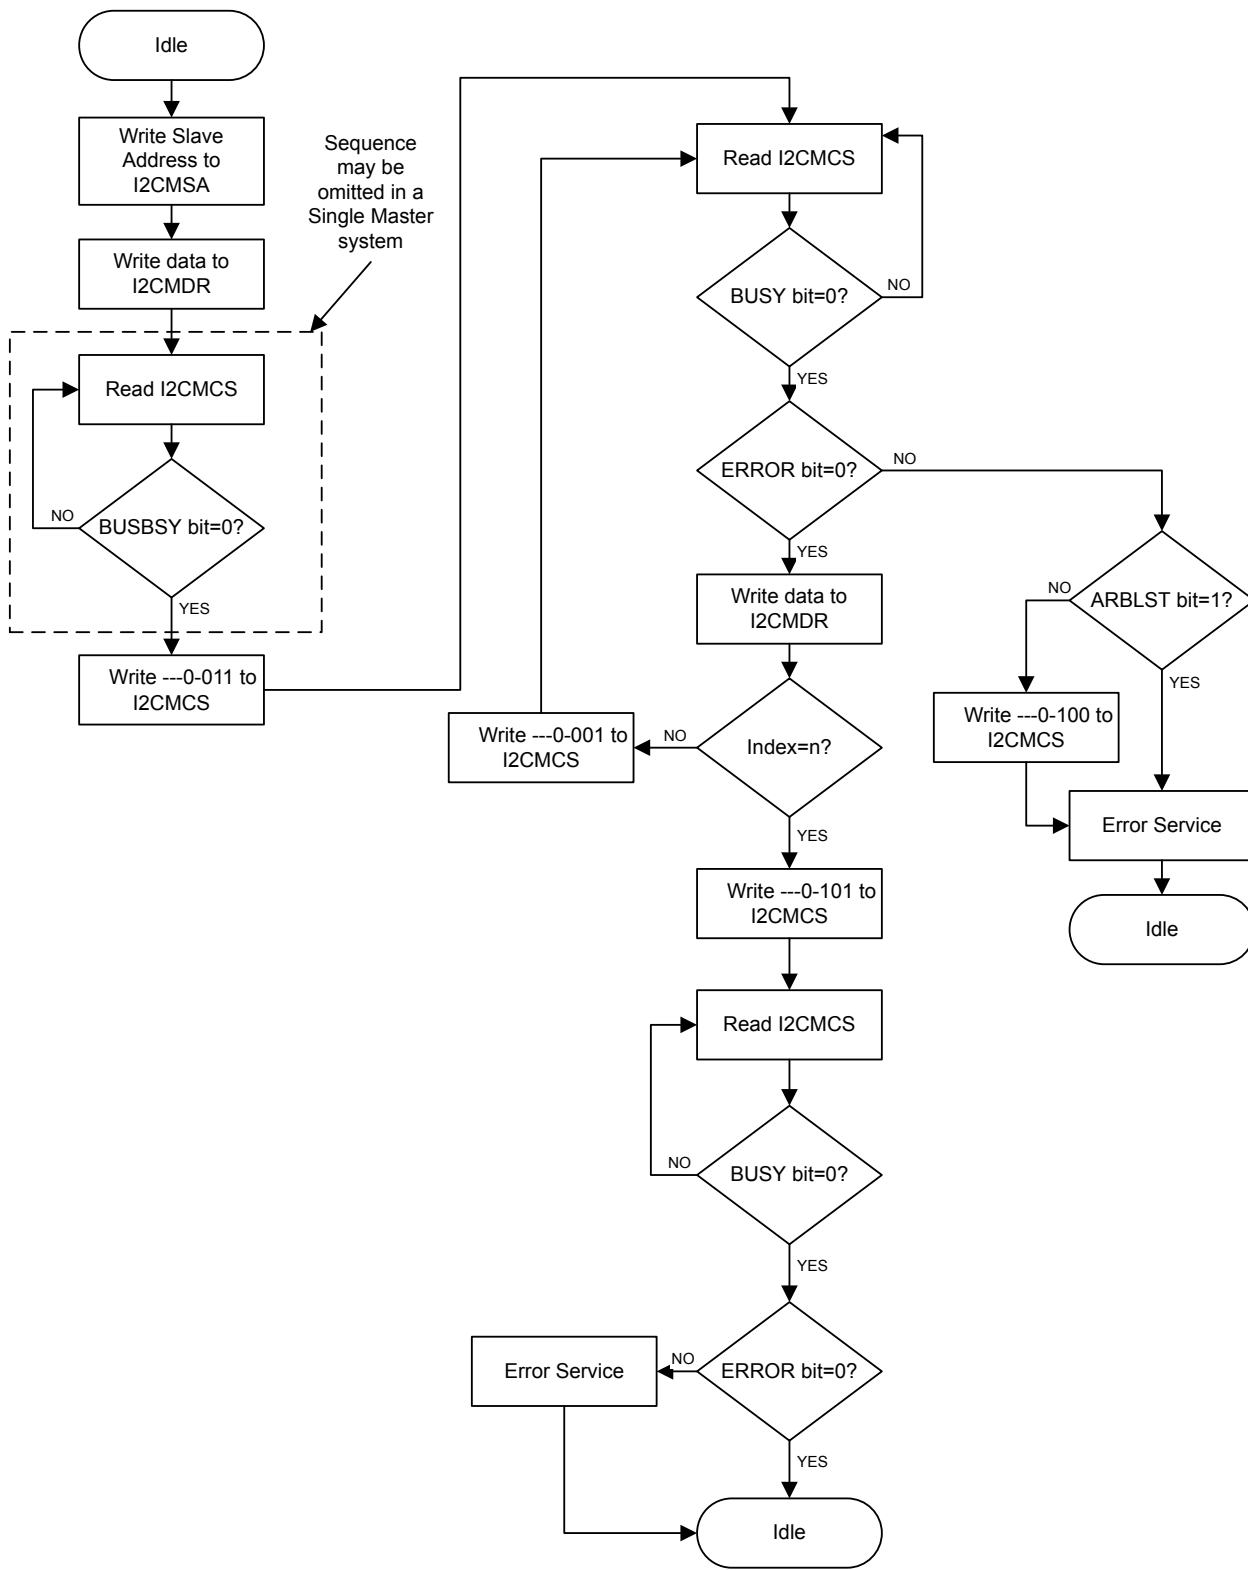 Idle
Write Slave
Address to
I2CMSA
Write data to
I2CMDR
Sequence
may be
omitted in a
Single Master
system
Read I2CMCS
BUSBSY bit=0?
NO
YES
Write ---0-011 to
I2CMCS
Read I2CMCS
BUSY bit=0?
NO
YES
ERROR bit=0?
NO
YES
Write data to
I2CMDR
Index=n?
NO
Write ---0-001 to
I2CMCS
YES
ARBLST bit=1?
NO
YES
Write ---0-100 to
I2CMCS
Error Service
Idle
Write ---0-101 to
I2CMCS
Read I2CMCS
BUSY bit=0?
NO
YES
ERROR bit=0?
NO
Error Service
YES
Idle